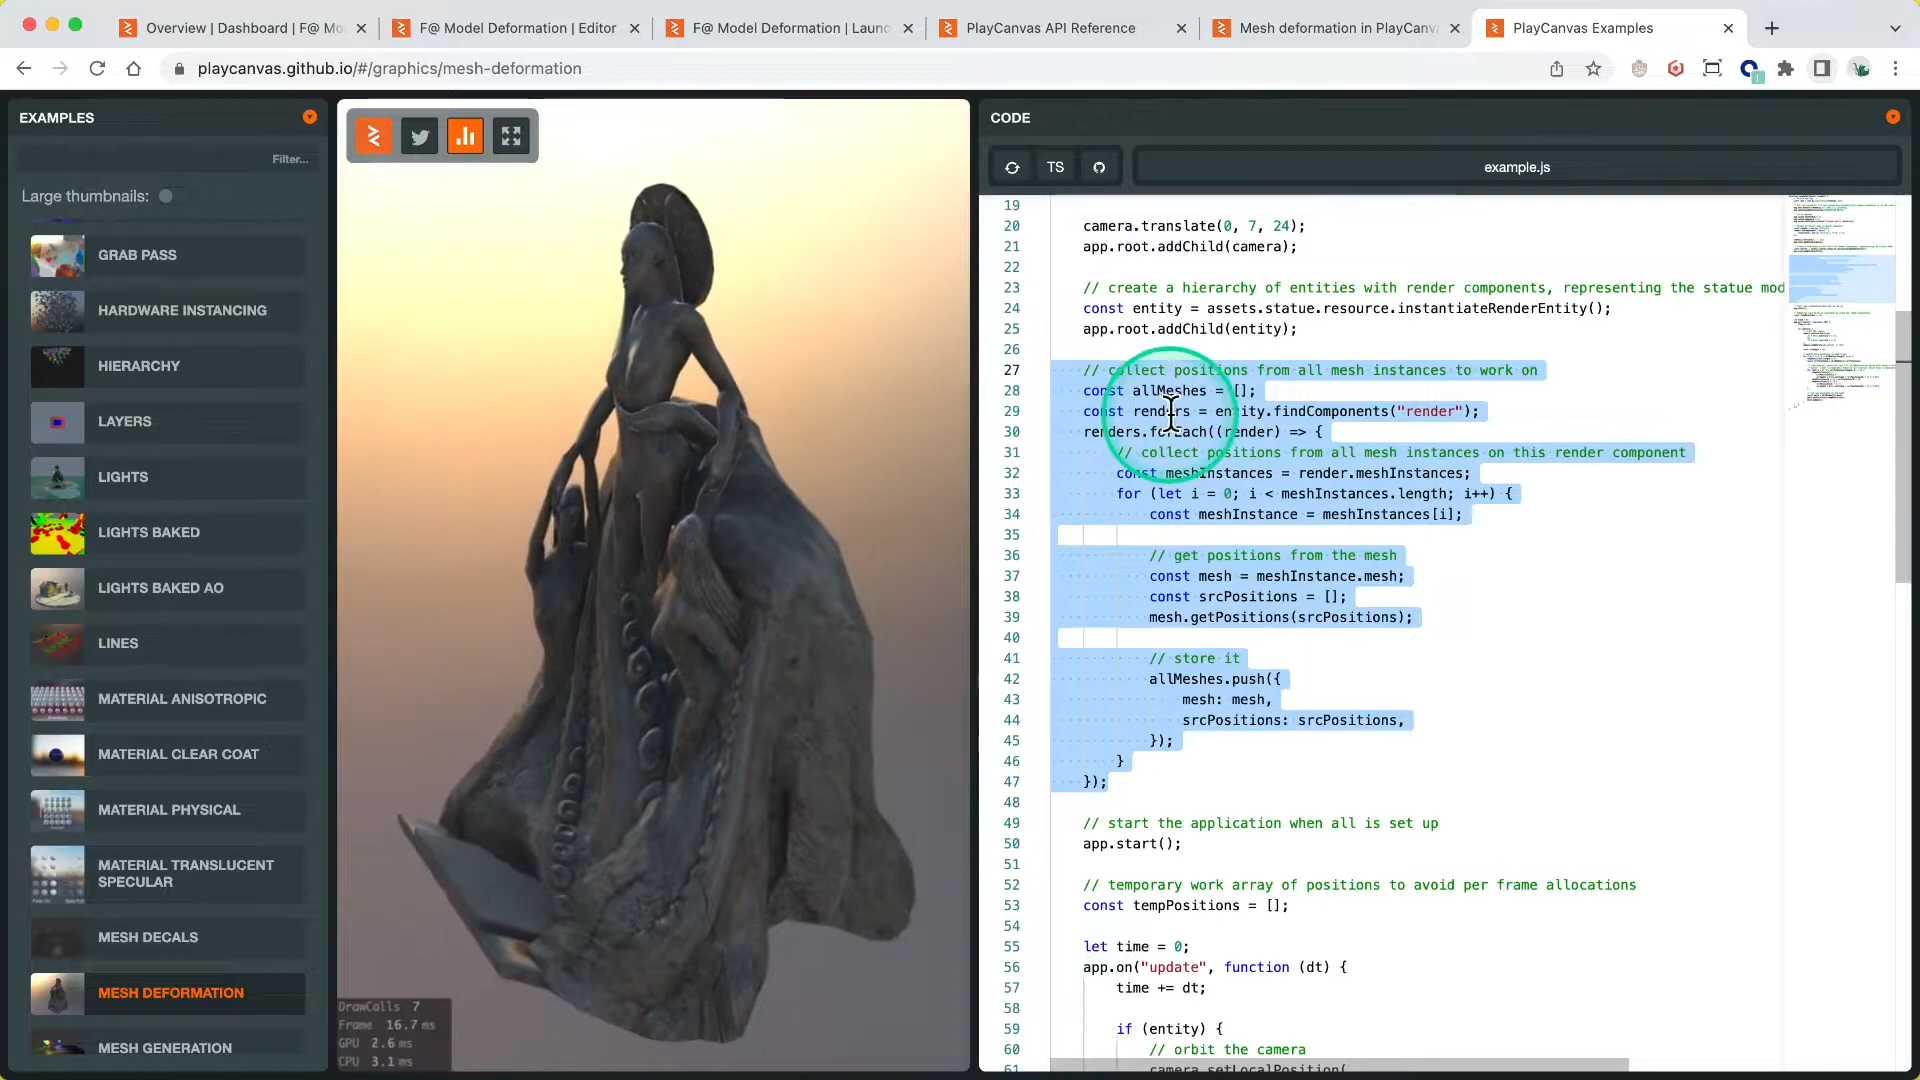 Overview | Dashboard | F@ Mo
F@ Model Deformation | Editor
F@ Model Deformation | Launc
PlayCanvas API Reference
Mesh deformation in PlayCanv
PlayCanvas Examples
playcanvas.github.io/#/graphics/mesh-deformation
EXAMPLES
Filter...
Large thumbnails:
GRAB PASS
HARDWARE INSTANCING
HIERARCHY
LAYERS
LIGHTS
LIGHTS BAKED
LIGHTS BAKED AO
LINES
MATERIAL ANISOTROPIC
MATERIAL CLEAR COAT
MATERIAL PHYSICAL
MATERIAL TRANSLUCENT
SPECULAR
MESH DECALS
MESH DEFORMATION
MESH GENERATION
DrawCalls 7
Frame 16.7 ms
GPU 2.6 ms
CPU 3.1 ms
CODE
TS
example.js
19
20 camera.translate(0, 7, 24);
21 app.root.addChild(camera);
22
23 // create a hierarchy of entities with render components, representing the statue mod
24 const entity = assets.statue.resource.instantiateRenderEntity();
25 app.root.addChild(entity);
26
27 // collect positions from all mesh instances to work on
28 const allMeshes = [];
29 const renders = entity.findComponents("render");
30 renders.forEach((render) => {
31 // collect positions from all mesh instances on this render component
32 const meshInstances = render.meshInstances;
33 for (let i = 0; i < meshInstances.length; i++) {
34 const meshInstance = meshInstances[i];
35
36 // get positions from the mesh
37 const mesh = meshInstance.mesh;
38 const srcPositions = [];
39 mesh.getPositions(srcPositions);
40
41 // store it
42 allMeshes.push({
43 mesh: mesh,
44 srcPositions: srcPositions,
45 });
46 }
47 });
48
49 // start the application when all is set up
50 app.start();
51
52 // temporary work array of positions to avoid per frame allocations
53 const tempPositions = [];
54
55 let time = 0;
56 app.on("update", function (dt) {
57 time += dt;
58
59 if (entity) {
60 // orbit the camera
61 camera.setLocalPosition(